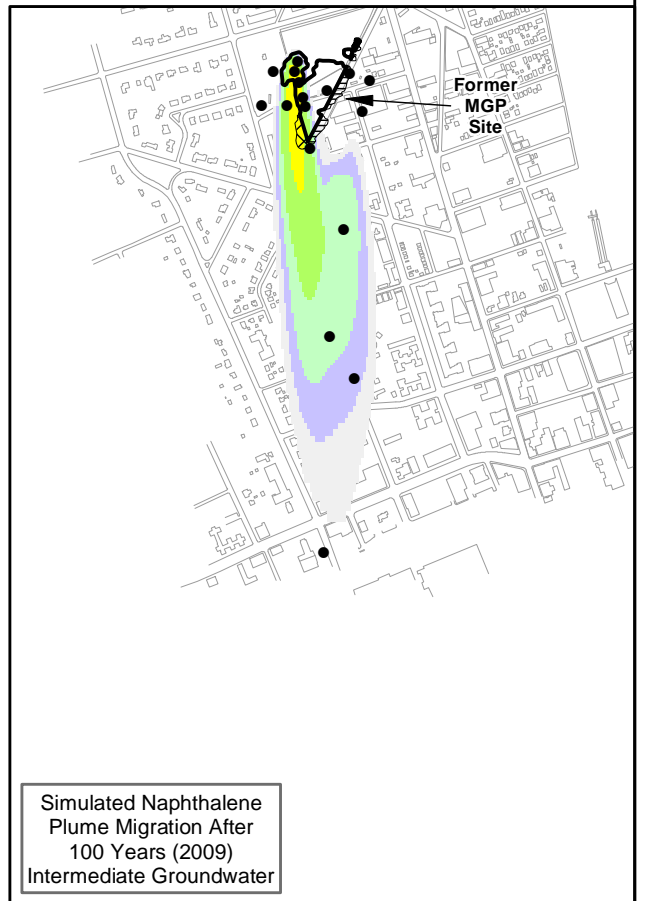 Former
MGP
Site
Simulated Naphthalene
Plume Migration After
100 Years (2009)
Intermediate Groundwater